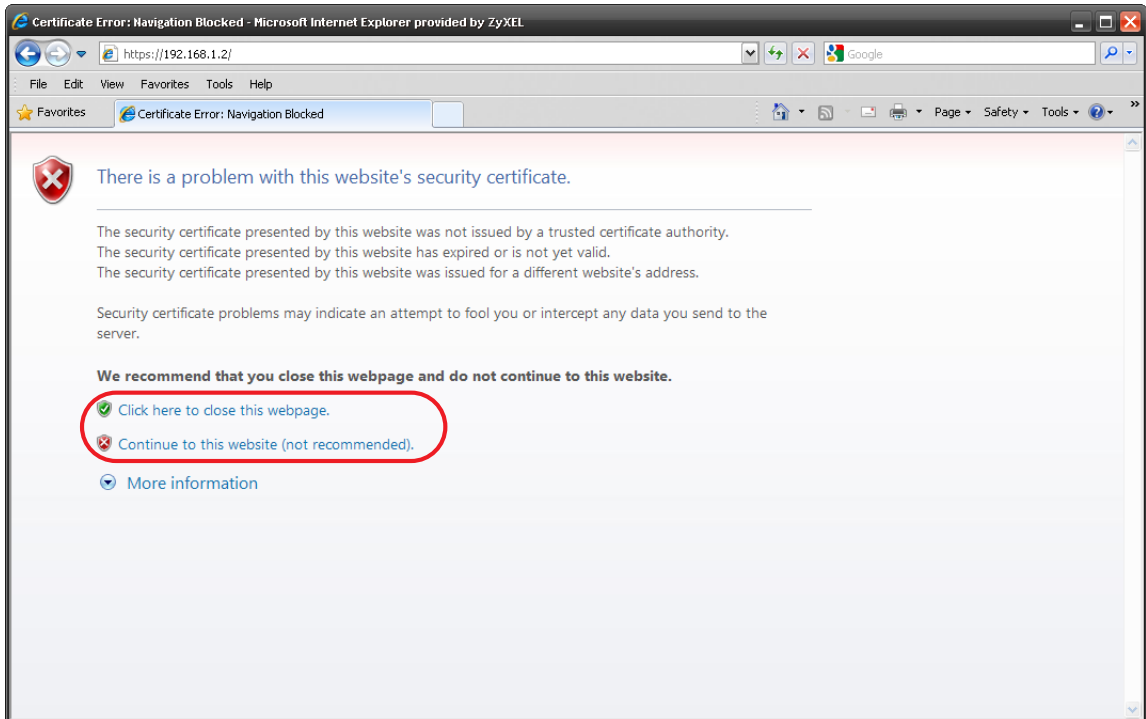 Certificate Error: Navigation Blocked - Microsoft Internet Explorer provided by ZyXEL
https://192.168.1.2/
Google
File Edit View Favorites Tools Help
Favorites Certificate Error: Navigation Blocked Page Safety Tools
There is a problem with this website's security certificate.
The security certificate presented by this website was not issued by a trusted certificate authority.
The security certificate presented by this website has expired or is not yet valid.
The security certificate presented by this website was issued for a different website's address.
Security certificate problems may indicate an attempt to fool you or intercept any data you send to the
server.
We recommend that you close this webpage and do not continue to this website.
Click here to close this webpage.
Continue to this website (not recommended).
More information